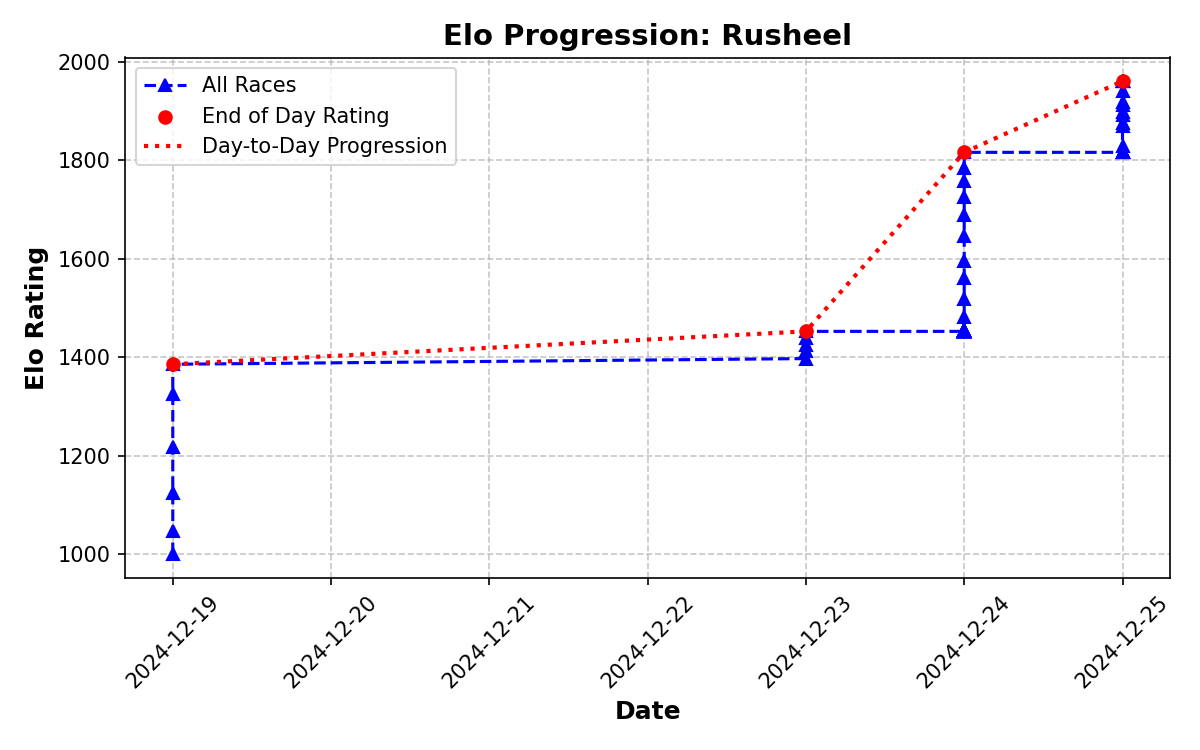 Elo Progression: Rusheel
All Races
End of Day Rating
Day-to-Day Progression
Elo Rating
2000
1800
1600
1400
1200
1000
2024-12-19
2024-12-20
2024-12-21
2024-12-22
2024-12-23
2024-12-24
2024-12-25
Date